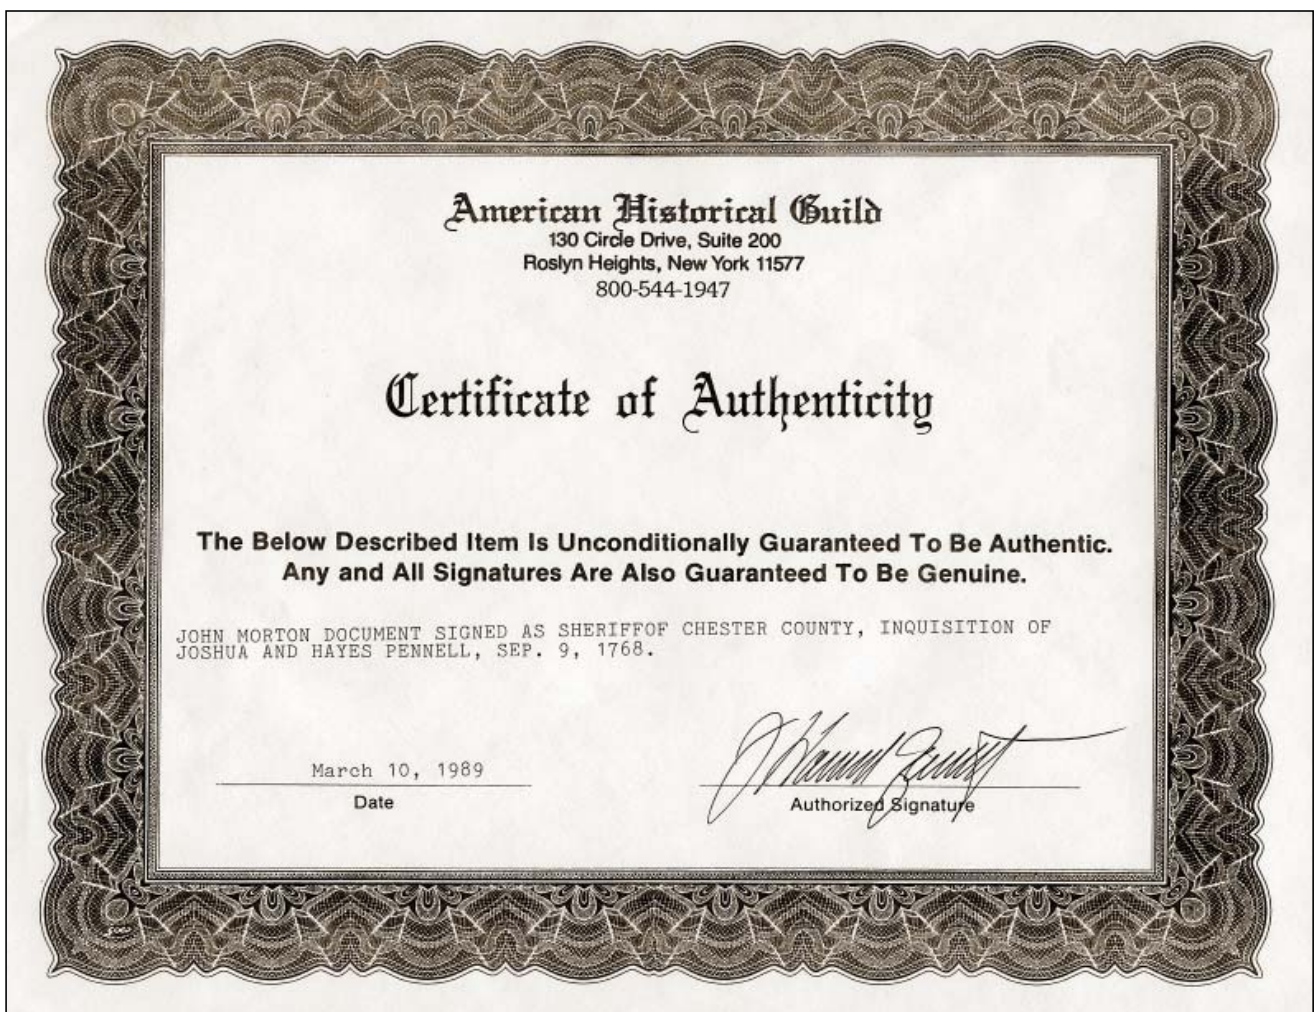 American Historical Guild
130 Circle Drive, Suite 200
Roslyn Heights, New York 11577
800-544-1947
Certificate of Authenticity
The Below Described Item Is Unconditionally Guaranteed To Be Authentic.
Any and All Signatures Are Also Guaranteed To Be Genuine.
JOHN MORTON DOCUMENT SIGNED AS SHERIFFOF CHESTER COUNTY, INQUISITION OF
JOSHUA AND HAYES PENNELL, SEP. 9, 1768.
March 10, 1989
Date
Authorized Signature